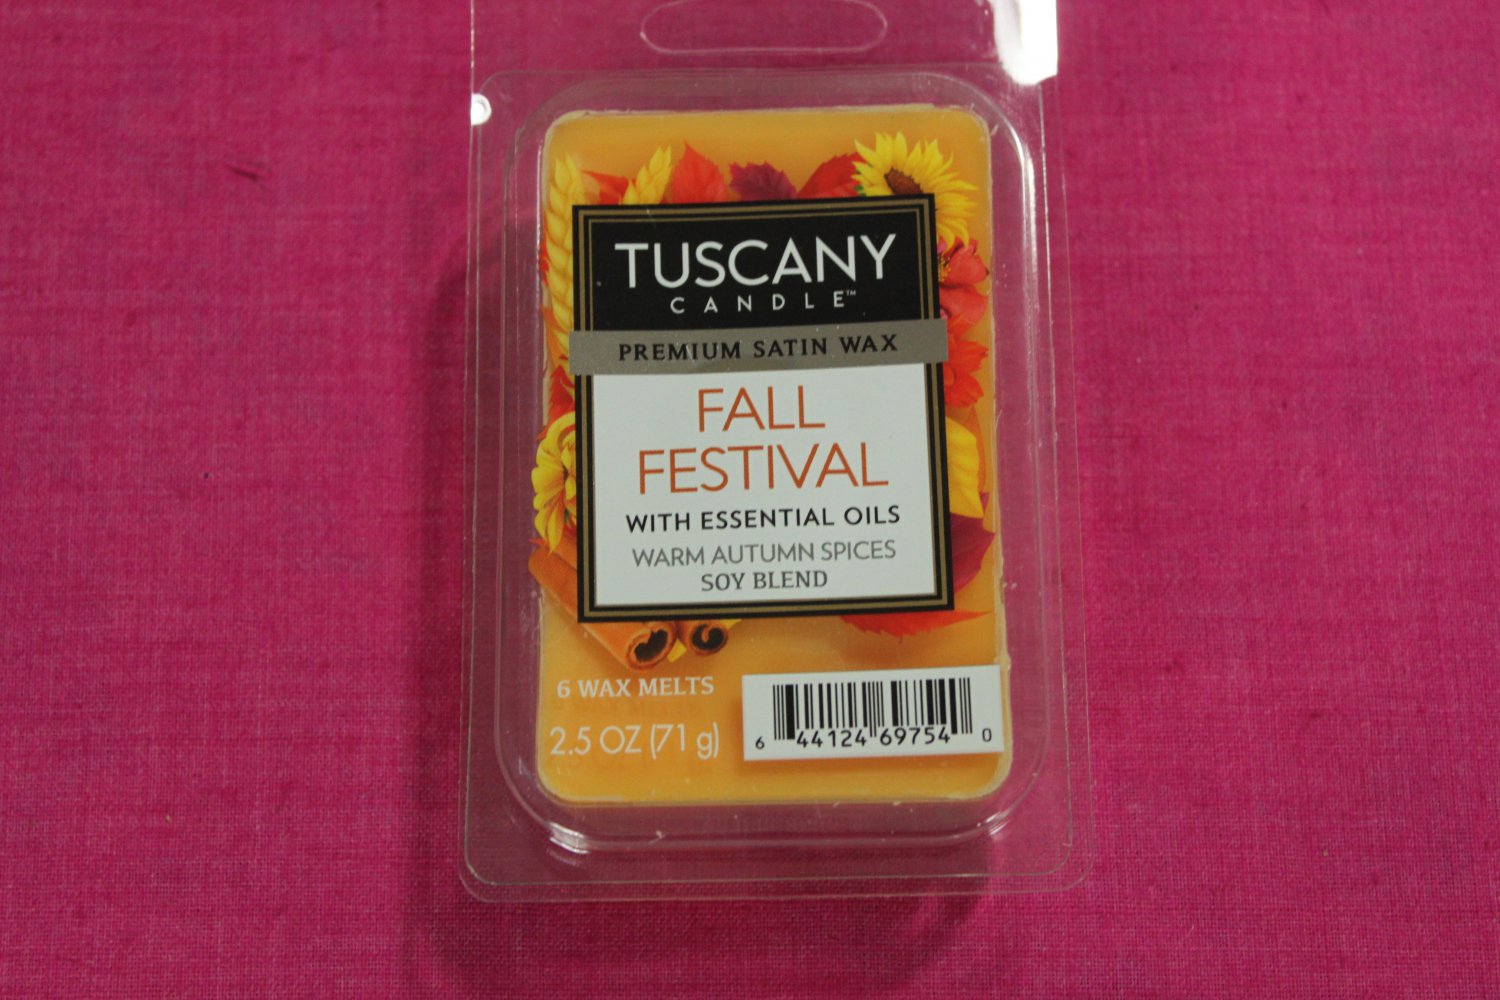 TUSCANY
CANDLE™
PREMIUM SATIN WAX
FALL
FESTIVAL
WITH ESSENTIAL OILS
WARM AUTUMN SPICES
SOY BLEND
6 WAX MELTS
2.5 OZ (71 g)
6 44124 69754 0